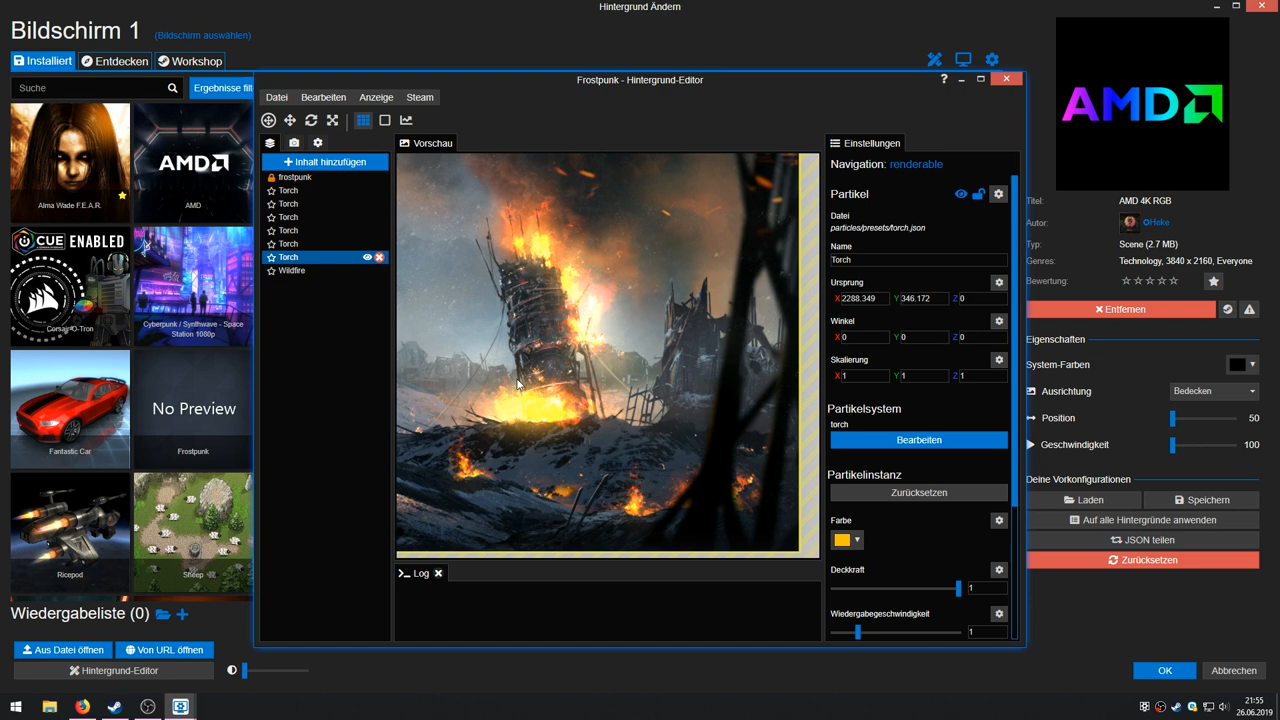 Hintergrund Ändern
Bildschirm 1 (Bildschirm auswählen)
Installiert Entdecken Workshop
Suche
Ergebnisse filt
Alma Wade F.E.A.R.
AMD
AMD
CUE ENABLED
CORSAIR
Corsair-O-Tron
Cyberpunk / Synthwave - Space
Station 1080p
Fantastic Car
No Preview
Frostpunk
Ricepod
Sheep
Wiedergabeliste (0)
Aus Datei öffnen Von URL öffnen
Hintergrund-Editor
Frostpunk - Hintergrund-Editor
?
Datei Bearbeiten Anzeige Steam
Inhalt hinzufügen
frostpunk
Torch
Torch
Torch
Torch
Torch
Torch
Wildfire
Vorschau
Log
Einstellungen
Navigation: renderable
Partikel
Datei
particles/presets/torch.json
Name
Torch
Ursprung
X 2288.349 Y 346.172 Z 0
Winkel
X 0 Y 0 Z 0
Skalierung
X 1 Y 1 Z 1
Partikelsystem
torch
Bearbeiten
Partikelinstanz
Zurücksetzen
Farbe
Deckkraft
1
Wiedergabegeschwindigkeit
1
AMD
Titel: AMD 4K RGB
Autor: Heke
Typ: Scene (2.7 MB)
Genres: Technology, 3840 x 2160, Everyone
Bewertung:
Entfernen
Eigenschaften
System-Farben
Ausrichtung Bedecken
Position 50
Geschwindigkeit 100
Deine Vorkonfigurationen
Laden Speichern
Auf alle Hintergründe anwenden
JSON teilen
Zurücksetzen
OK Abbrechen
21:55
26.06.2019